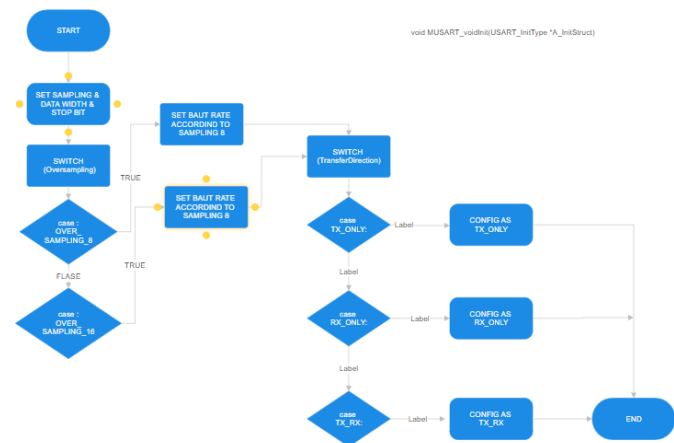 START
void MUSART_voidInit(USART_InitType *A_InitStruct)
SET SAMPLING &
DATA WIDTH &
STOP BIT
SWITCH
(Oversampling)
case :
OVER_
SAMPLING_8
TRUE
FLASE
case :
OVER_
SAMPLING_16
TRUE
SET BAUT RATE
ACCORDIND TO
SAMPLING 8
SET BAUT RATE
ACCORDIND TO
SAMPLING 8
SWITCH
(TransferDirection)
case
TX_ONLY:
Label
CONFIG AS
TX_ONLY
Label
case
RX_ONLY:
Label
CONFIG AS
RX_ONLY
Label
case
TX_RX:
Label
CONFIG AS
TX_RX
END